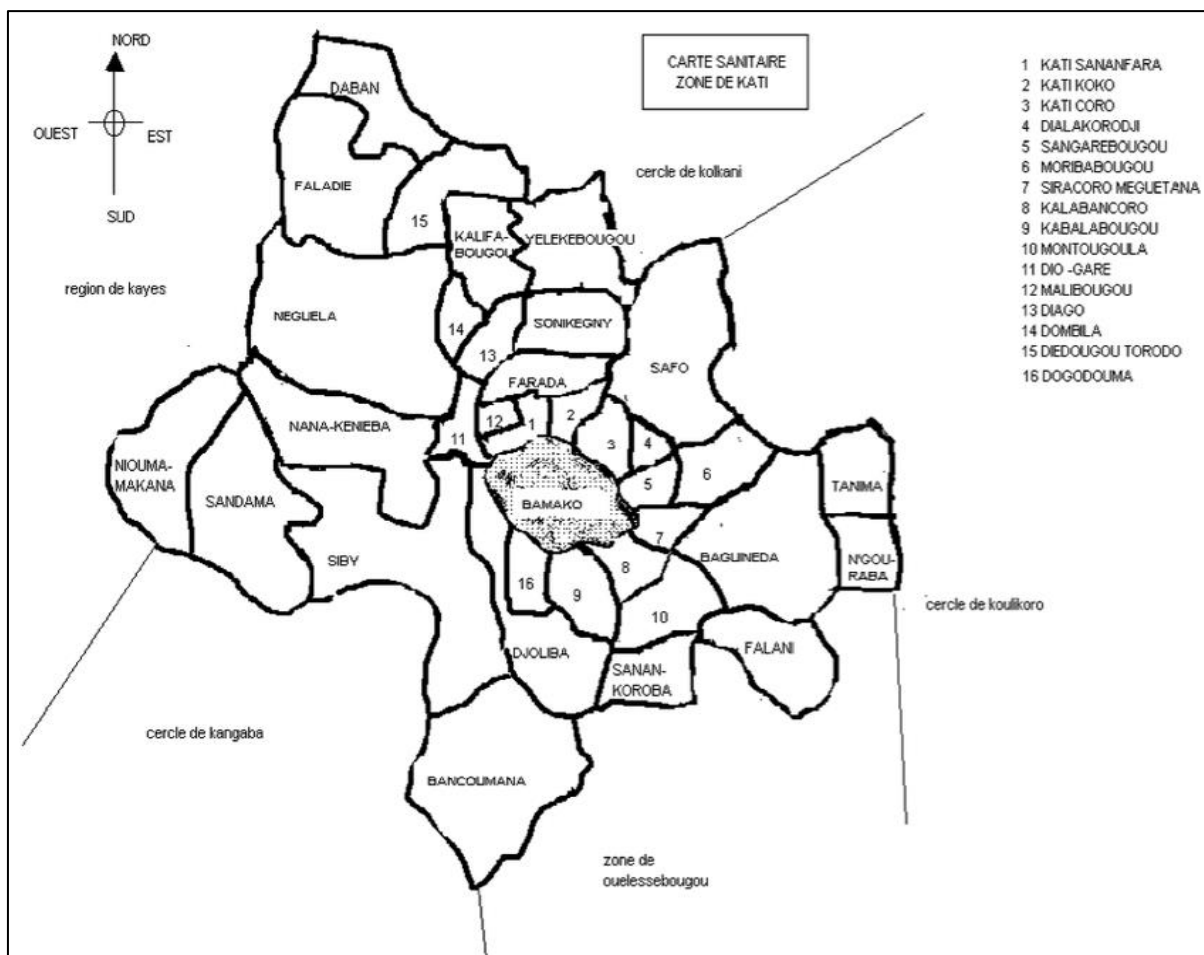 NORD
OUEST
EST
SUD
CARTE SANITAIRE
ZONE DE KATI
1 KATI SANANFARA
2 KATI KOKO
3 KATI CORO
4 DIALAKORODJI
5 SANGAREBOUGOU
6 MORIBABOUGOU
7 SIRACORO MEGUETANA
8 KALABANCORO
9 KABALABOUGOU
10 MONTOUGOULA
11 DIO -GARE
12 MALIBOUGOU
13 DIAGO
14 DOMBILA
15 DIEDOUGOU TORODO
16 DOGODOUMA
DABAN
cercle de kolkani
FALADIE
15
KALIFA-
BOUGOU
YELEKEBOUGOU
region de kayes
NEGUELA
14
SONIKEGNY
13
SAFO
FARADA
NANA-KENIEBA
11
12
1
2
3
4
NIOUMA-
MAKANA
SANDAMA
5
6
TANIMA
BAMAKO
SIBY
7
BAGUINEDA
N'GOU-
RABA
16
9
8
10
cercle de koulikoro
DJOLIBA
SANAN-
KOROBA
FALANI
cercle de kangaba
BANCOUMANA
zone de
ouelessebougou